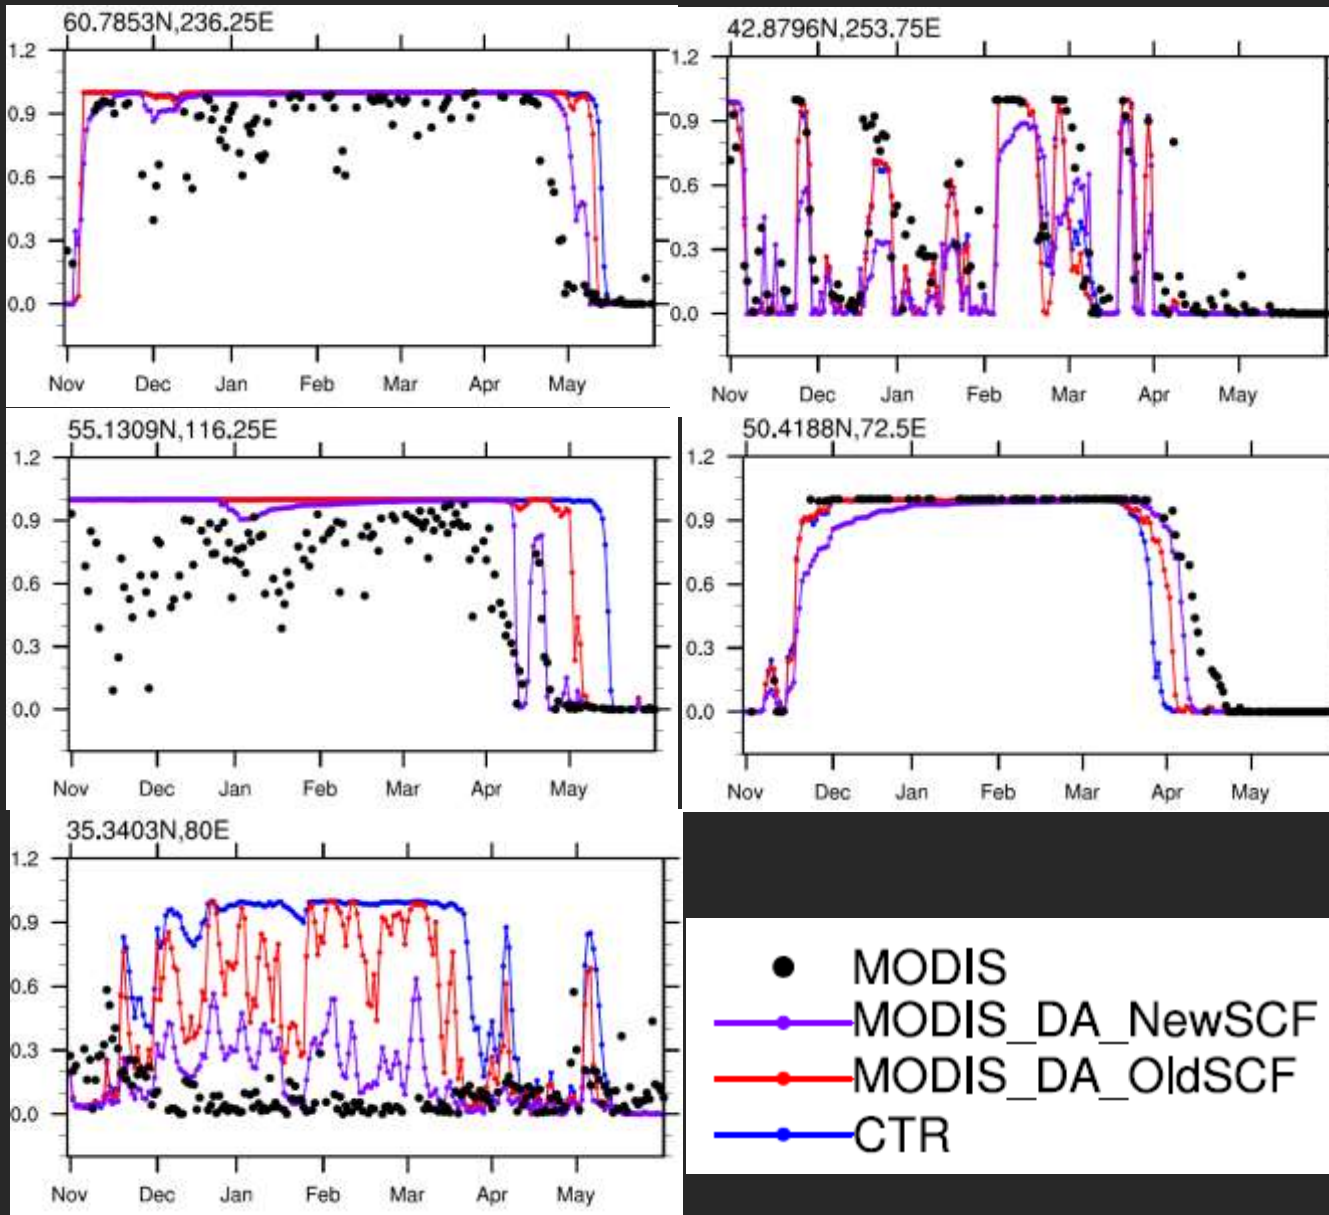 60.7853N,236.25E
1.2
0.9
0.6
0.3
0.0
Nov Dec Jan Feb Mar Apr May
42.8796N,253.75E
1.2
0.9
0.6
0.3
0.0
Nov Dec Jan Feb Mar Apr May
55.1309N,116.25E
1.2
0.9
0.6
0.3
0.0
Nov Dec Jan Feb Mar Apr May
50.4188N,72.5E
1.2
0.9
0.6
0.3
0.0
Nov Dec Jan Feb Mar Apr May
35.3403N,80E
1.2
0.9
0.6
0.3
0.0
Nov Dec Jan Feb Mar Apr May
MODIS
MODIS_DA_NewSCF
MODIS_DA_OldSCF
CTR